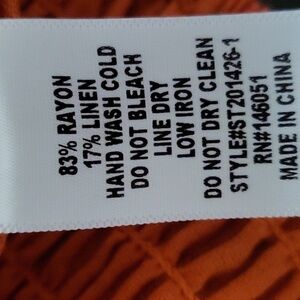 83% RAYON
17% LINEN
HAND WASH COLD
DO NOT BLEACH
LINE DRY
LOW IRON
DO NOT DRY CLEAN
STYLE#ST201426-1
RN#146051
MADE IN CHINA